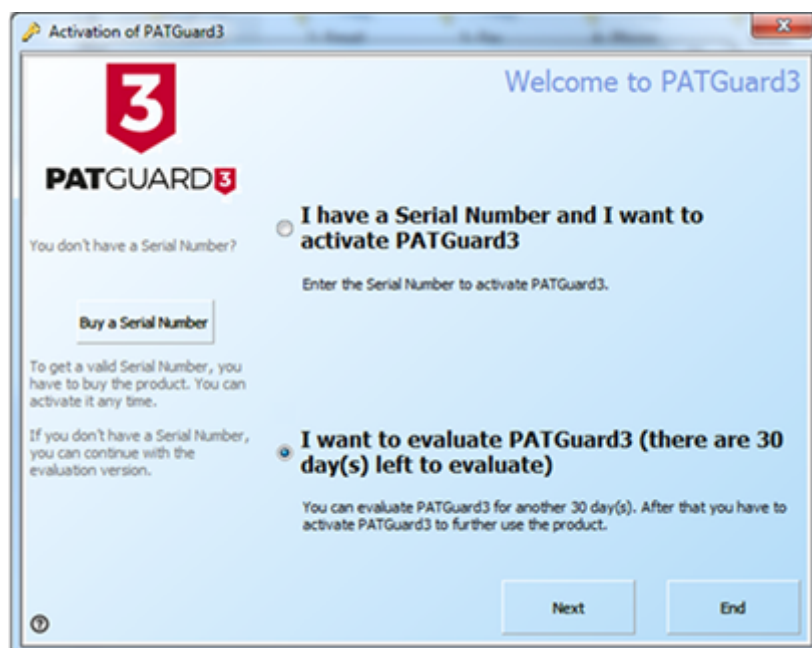 Activation of PATGuard3
Welcome to PATGuard3
3
PATGUARD3
You don't have a Serial Number?
Buy a Serial Number
To get a valid Serial Number, you
have to buy the product. You can
activate it any time.
If you don't have a Serial Number,
you can continue with the
evaluation version.
I have a Serial Number and I want to
activate PATGuard3
Enter the Serial Number to activate PATGuard3.
I want to evaluate PATGuard3 (there are 30
day(s) left to evaluate)
You can evaluate PATGuard3 for another 30 day(s). After that you have to
activate PATGuard3 to further use the product.
Next
End